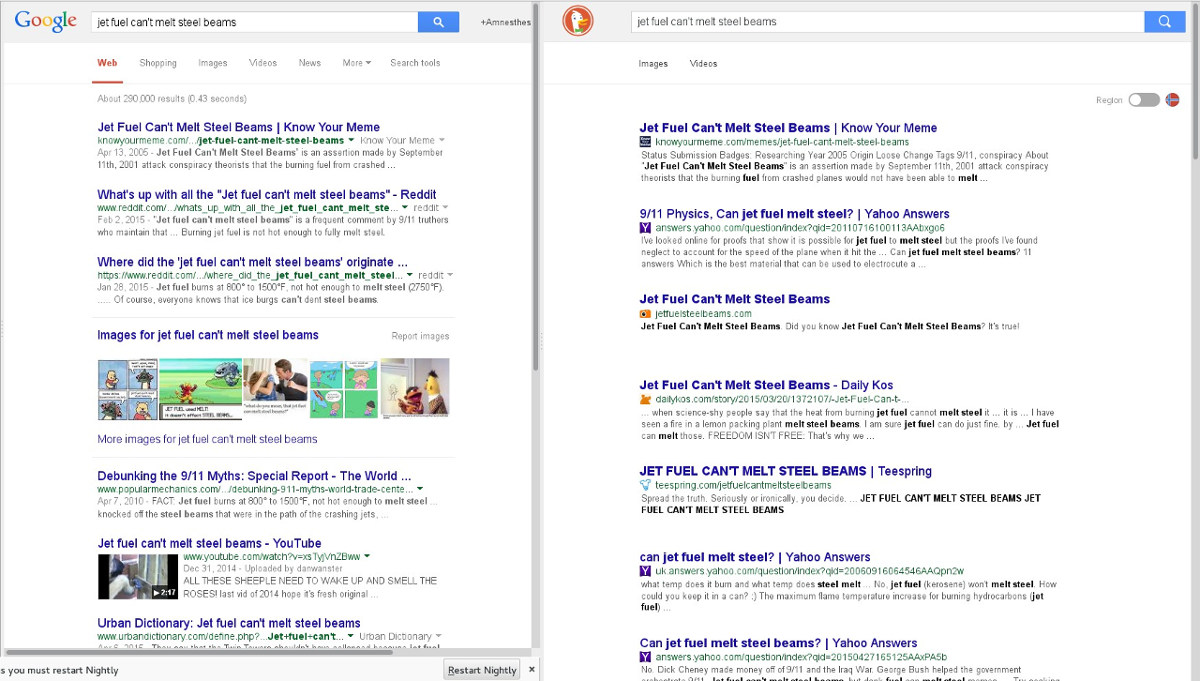 Google
jet fuel can't melt steel beams
+Amnesthes
Web Shopping Images Videos News More Search tools
About 290,000 results (0.43 seconds)
Jet Fuel Can't Melt Steel Beams | Know Your Meme
knowyourmeme.com/.../jet-fuel-cant-melt-steel-beams Know Your Meme
Apr 13, 2005 - Jet Fuel Can't Melt Steel Beams' is an assertion made by September
11th, 2001 attack conspiracy theorists that the burning fuel from crashed ...
What's up with all the "Jet fuel can't melt steel beams" - Reddit
www.reddit.com/.../whats_up_with_all_the_jet_fuel_cant_melt_ste... reddit
Feb 2, 2015 - "Jet fuel can't melt steel beams" is a frequent comment by 9/11 truthers
who maintain that ... Burning jet fuel is not hot enough to fully melt steel.
Where did the 'jet fuel can't melt steel beams' originate ...
https://www.reddit.com/.../where_did_the_jet_fuel_cant_melt_steel... reddit
Jan 28, 2015 - Jet fuel burns at 800° to 1500°F, not hot enough to melt steel (2750°F).
..... Of course, everyone knows that ice burgs can't dent steel beams.
Images for jet fuel can't melt steel beams
Report images
JET FUEL used MELT!
It doesn't affect STEEL BEAMS...
More images for jet fuel can't melt steel beams
Debunking the 9/11 Myths: Special Report - The World ...
www.popularmechanics.com/.../debunking-911-myths-world-trade-cente...
Apr 7, 2010 - FACT: Jet fuel burns at 800° to 1500°F, not hot enough to melt steel ...
knocked off the steel beams that were in the path of the crashing jets, ...
Jet fuel can't melt steel beams - YouTube
www.youtube.com/watch?v=xsTyjVnZBww
Dec 31, 2014 - Uploaded by danwanster
ALL THESE SHEEPLE NEED TO WAKE UP AND SMELL THE
ROSES! last vid of 2014 hope it's fresh original ...
2:17
Urban Dictionary: Jet fuel can't melt steel beams
www.urbandictionary.com/define.php?...Jet+fuel+can't... Urban Dictionary
s you must restart Nightly
Restart Nightly
jet fuel can't melt steel beams
Images Videos
Region
Jet Fuel Can't Melt Steel Beams | Know Your Meme
knowyourmeme.com/memes/jet-fuel-cant-melt-steel-beams
Status Submission Badges: Researching Year 2005 Origin Loose Change Tags 9/11, conspiracy About
"Jet Fuel Can't Melt Steel Beams" is an assertion made by September 11th, 2001 attack conspiracy
theorists that the burning fuel from crashed planes would not have been able to melt ...
9/11 Physics, Can jet fuel melt steel? | Yahoo Answers
answers.yahoo.com/question/index?qid=20110716100113AAbxgo6
I've looked online for proofs that show it is possible for jet fuel to melt steel but the proofs I've found
neglect to account for the speed of the plane when it hit the ... Can jet fuel melt steel beams? 11
answers Which is the best material that can be used to electrocute a ...
Jet Fuel Can't Melt Steel Beams
jetfuelsteelbeams.com
Jet Fuel Can't Melt Steel Beams. Did you know Jet Fuel Can't Melt Steel Beams? It's true!
Jet Fuel Can't Melt Steel Beams - Daily Kos
dailykos.com/story/2015/03/20/1372107/-Jet-Fuel-Can-t-...
... when science-shy people say that the heat from burning jet fuel cannot melt steel it ... it is ... I have
seen a fire in a lemon packing plant melt steel beams. I am sure jet fuel can do just fine. by ... Jet fuel
can melt those. FREEDOM ISN'T FREE: That's why we ...
JET FUEL CAN'T MELT STEEL BEAMS | Teespring
teespring.com/jetfuelcantmeltsteelbeams
Spread the truth. Seriously or ironically, you decide. ... JET FUEL CAN'T MELT STEEL BEAMS JET
FUEL CAN'T MELT STEEL BEAMS
can jet fuel melt steel? | Yahoo Answers
uk.answers.yahoo.com/question/index?qid=20060916064546AAQpn2w
what temp does it burn and what temp does steel melt ... No, jet fuel (kerosene) won't melt steel. How
could you keep it in a can? ;) The maximum flame temperature increase for burning hydrocarbons (jet
fuel) ...
Can jet fuel melt steel beams? | Yahoo Answers
answers.yahoo.com/question/index?qid=20150427165125AAxPA5b
No. Dick Cheney made money off of 9/11 and the Iraq War. George Bush helped the government